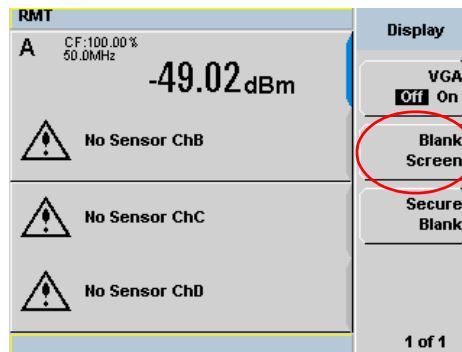 RMT
Display
A
CF:100.00%
50.0MHz
-49.02dBm
VGA
Off On
No Sensor ChB
Blank
Screen
No Sensor ChC
Secure
Blank
No Sensor ChD
1 of 1